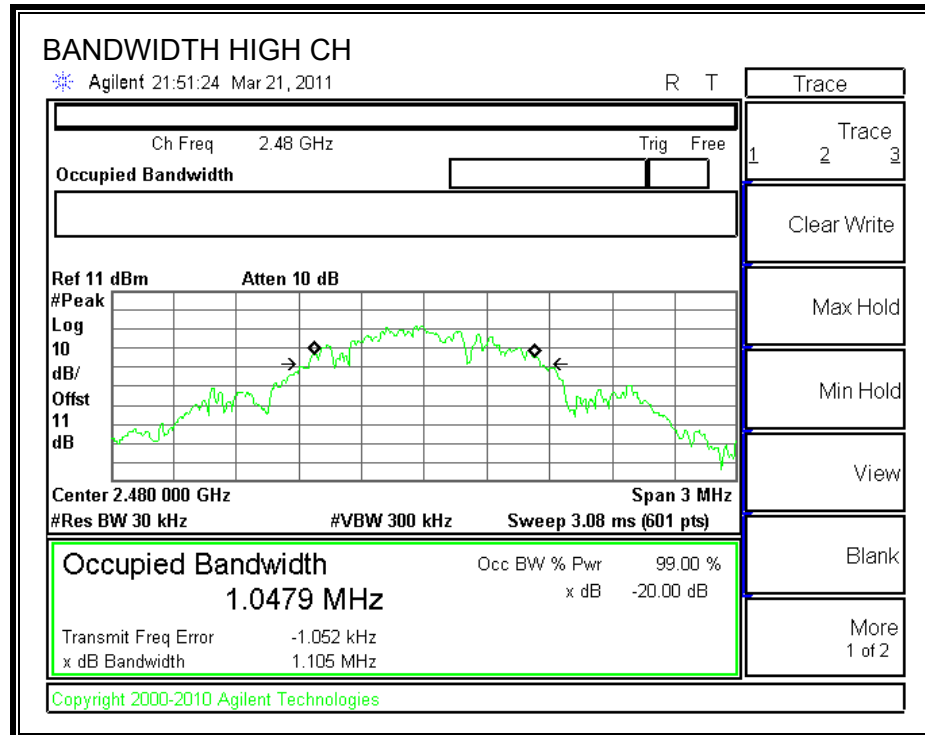 BANDWIDTH HIGH CH
Agilent 21:51:24 Mar 21, 2011
R T
Trace
Ch Freq 2.48 GHz
Trig Free
Occupied Bandwidth
Trace
1 2 3
Clear Write
Max Hold
Min Hold
View
Blank
More
1 of 2
Ref 11 dBm
Atten 10 dB
#Peak
Log
10
dB/
Offst
11
dB
Center 2.480 000 GHz
Span 3 MHz
#Res BW 30 kHz
#VBW 300 kHz
Sweep 3.08 ms (601 pts)
Occupied Bandwidth
1.0479 MHz
Occ BW % Pwr 99.00 %
x dB -20.00 dB
Transmit Freq Error -1.052 kHz
x dB Bandwidth 1.105 MHz
Copyright 2000-2010 Agilent Technologies